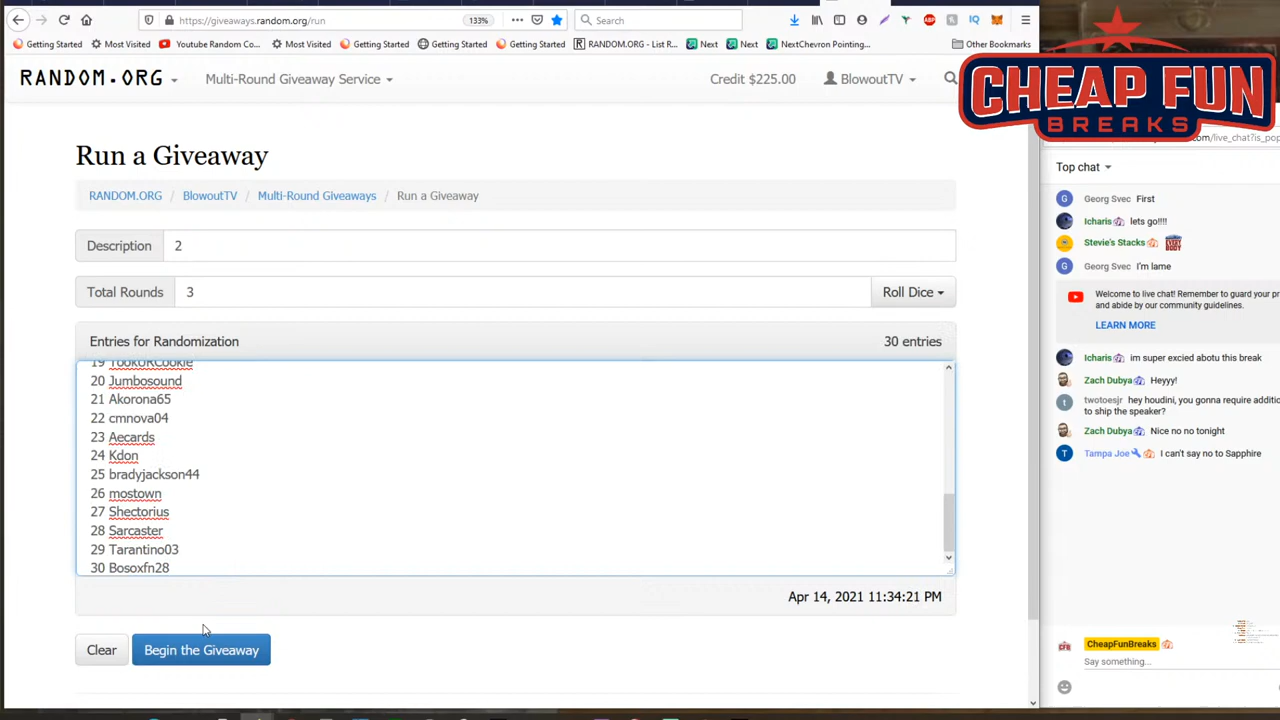 https://giveaways.random.org/run
133%
Search
Getting Started
Most Visited
Youtube Random Co...
Most Visited
Getting Started
Getting Started
Getting Started
RANDOM.ORG - List R...
Next
Next
NextChevron Pointing...
Other Bookmarks
RANDOM.ORG
Multi-Round Giveaway Service
Credit $225.00
BlowoutTV
CHEAP FUN
BREAKS
.com/live_chat?is_pop
Run a Giveaway
RANDOM.ORG / BlowoutTV / Multi-Round Giveaways / Run a Giveaway
Description 2
Total Rounds 3 Roll Dice
Entries for Randomization 30 entries
19 TookURCookie
20 Jumbosound
21 Akorona65
22 cmnova04
23 Aecards
24 Kdon
25 bradyjackson44
26 mostown
27 Shectorius
28 Sarcaster
29 Tarantino03
30 Bosoxfn28
Apr 14, 2021 11:34:21 PM
Clear Begin the Giveaway
Top chat
Georg Svec First
Icharis lets go!!!!
Stevie's Stacks
Georg Svec I'm lame
Welcome to live chat! Remember to guard your pr
and abide by our community guidelines.
LEARN MORE
Icharis im super excied abotu this break
Zach Dubya Heyyy!
twotoesjr hey houdini, you gonna require addition
to ship the speaker?
Zach Dubya Nice no no tonight
Tampa Joe I can't say no to Sapphire
CheapFunBreaks
Say something...